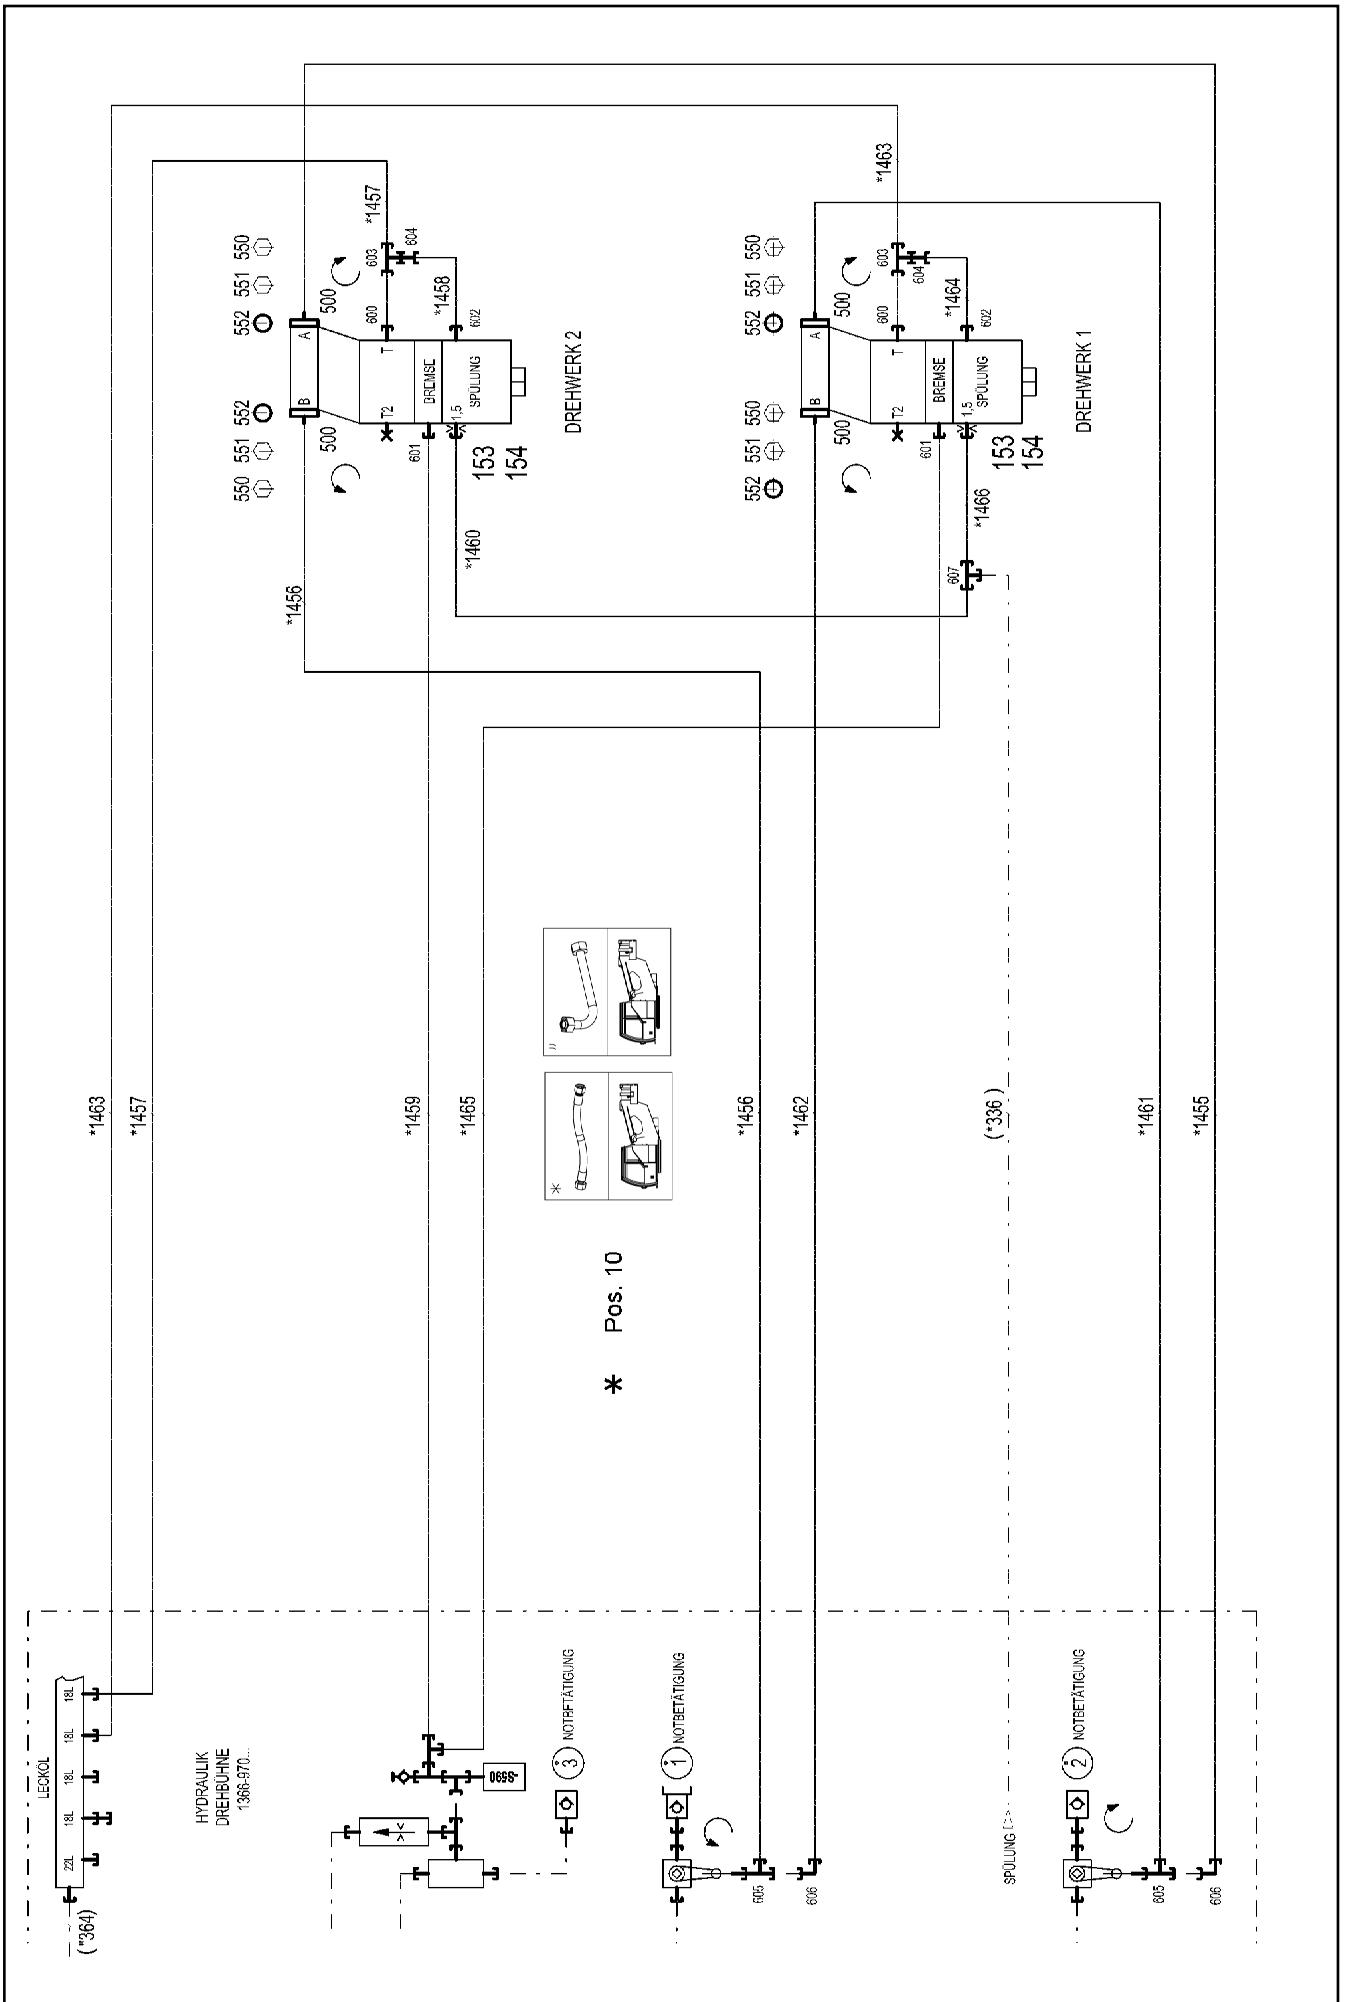 *1463
*1457
550
551
552
552
551
550
A
B
500
500
603
604
600
T
T2
BREMSE
601
*1458
602
SPÜLUNG
1,5
153
154
DREHWERK 2
*1460
*1456
*1463
550
551
552
550
551
552
A
B
500
500
603
604
600
T
T2
BREMSE
601
*1464
602
SPÜLUNG
1,5
153
154
DREHWERK 1
*1466
607
*1463
*1457
*1459
*1465
*1456
*1462
(*336 )
*1461
*1455
*
* Pos. 10
LECKÖL
22L
18L
18L
18L
18L
(*364)
HYDRAULIK
DREHBÜHNE
1366-970...
-S590
3 NOTBETÄTIGUNG
1 NOTBETÄTIGUNG
605
606
SPÜLUNG
2 NOTBETÄTIGUNG
605
606